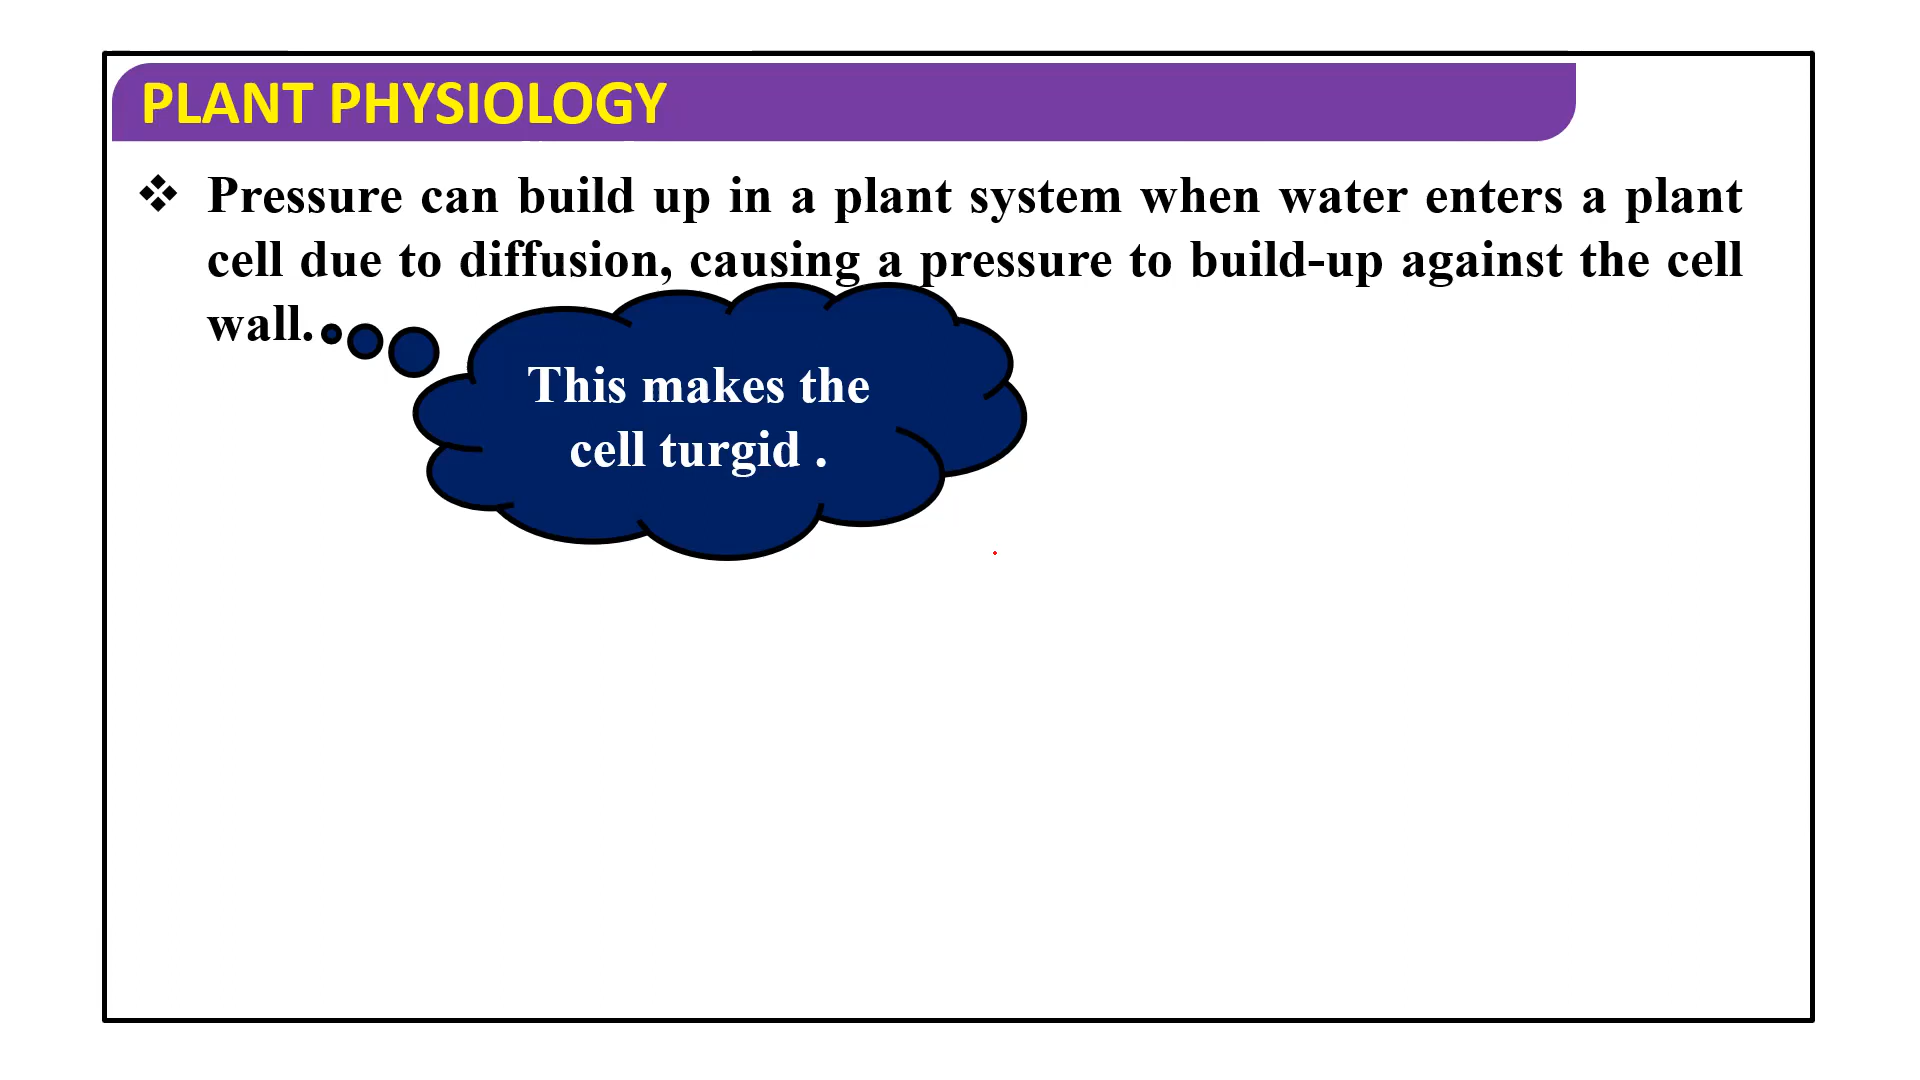 PLANT PHYSIOLOGY
❖ Pressure can build up in a plant system when water enters a plant
cell due to diffusion, causing a pressure to build-up against the cell
wall.
This makes the
cell turgid .